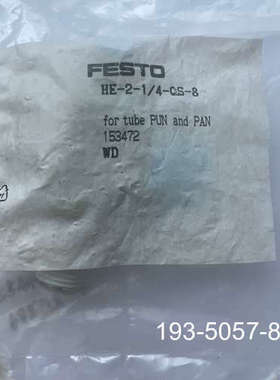 FESTO
HE-2-1/4-QS-8
for tube PUN and PAN
153472
WD
193-5057-8